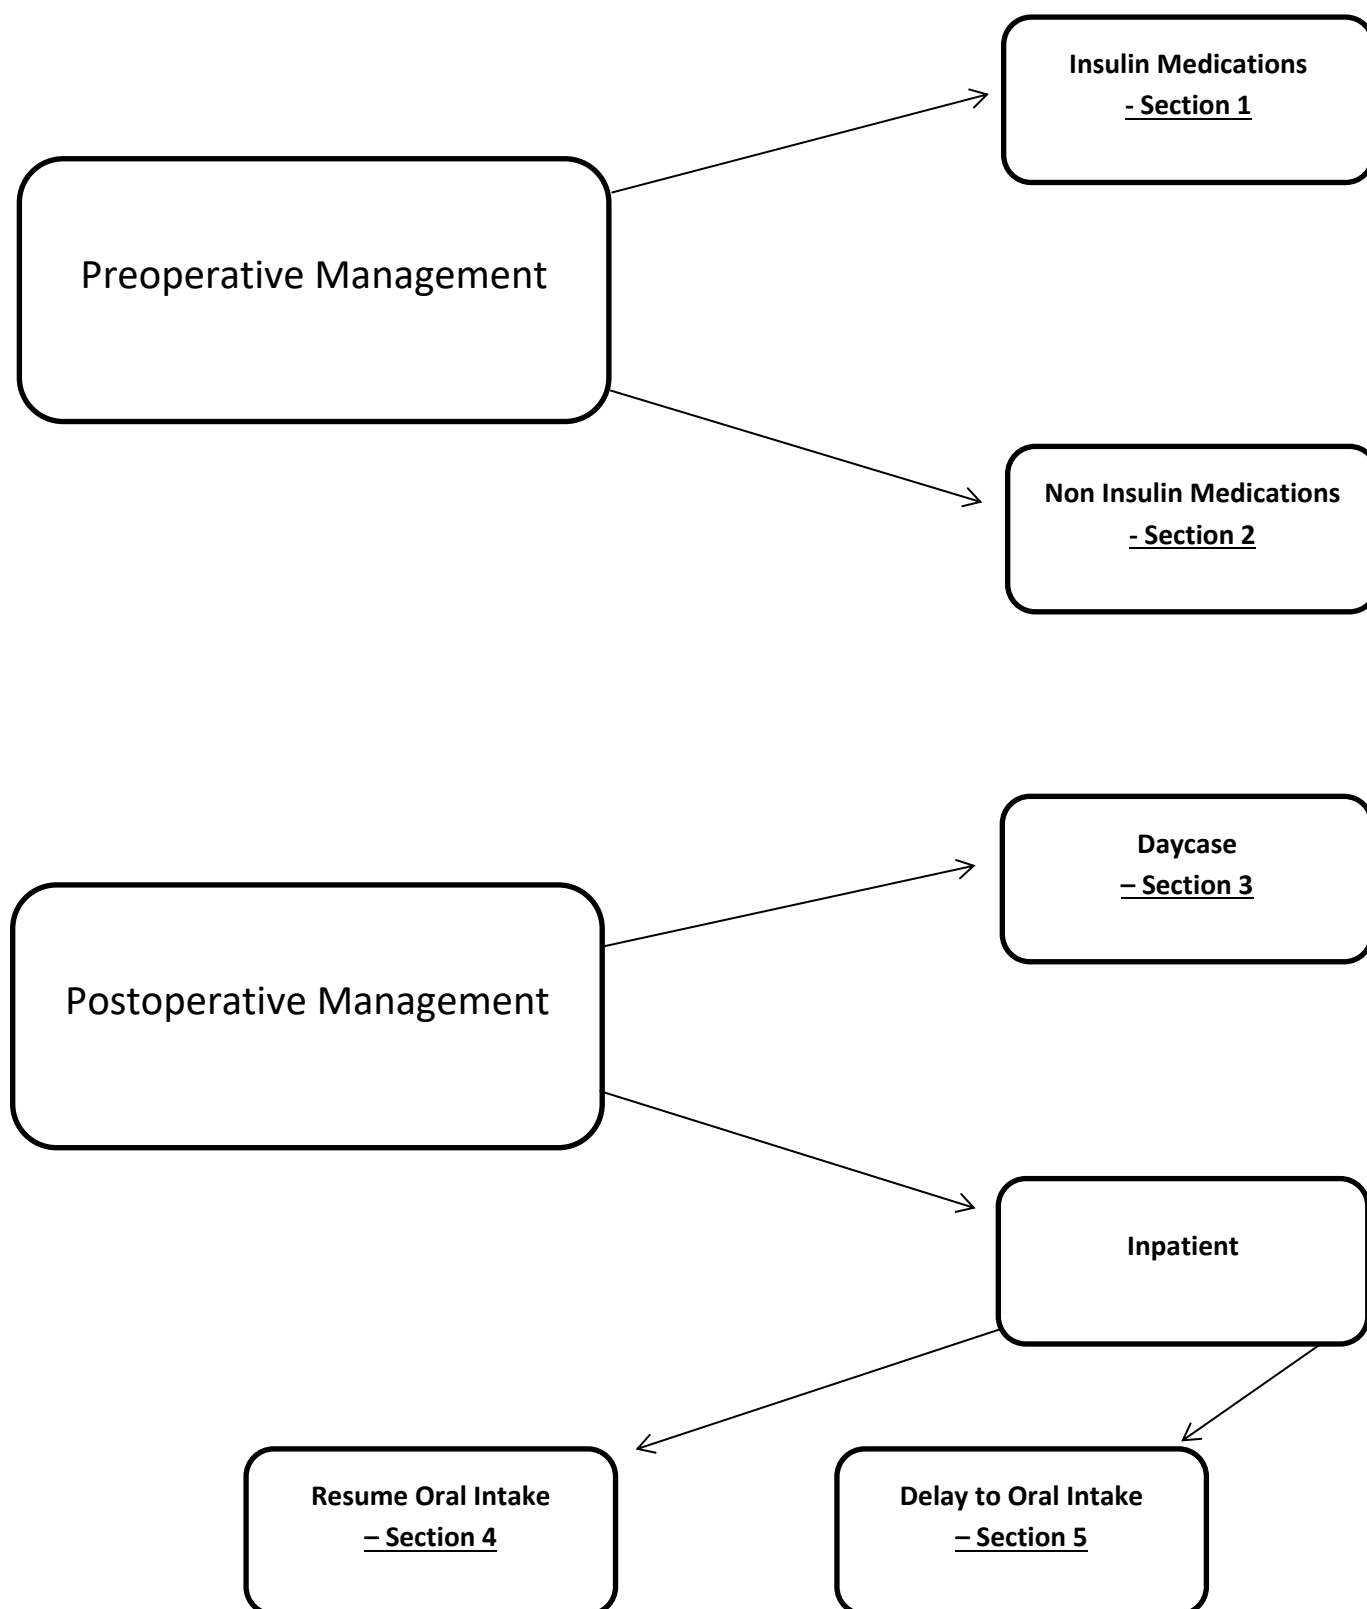 Insulin Medications
- Section 1
Preoperative Management
Non Insulin Medications
- Section 2
Daycase
– Section 3
Postoperative Management
Inpatient
Resume Oral Intake
– Section 4
Delay to Oral Intake
– Section 5